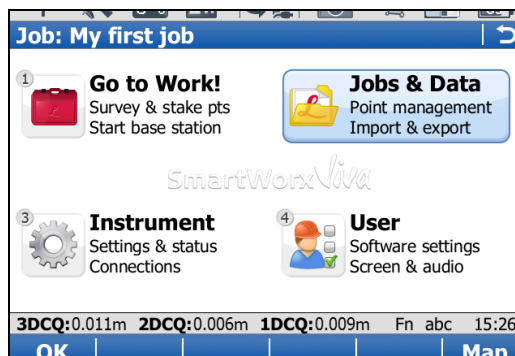 Job: My first job
1
Go to Work!
Survey & stake pts
Start base station
Jobs & Data
Point management
Import & export
SmartWorx Viva
3
Instrument
Settings & status
Connections
4
User
Software settings
Screen & audio
3DCQ:0.011m 2DCQ:0.006m 1DCQ:0.009m Fn abc 15:26
OK Map